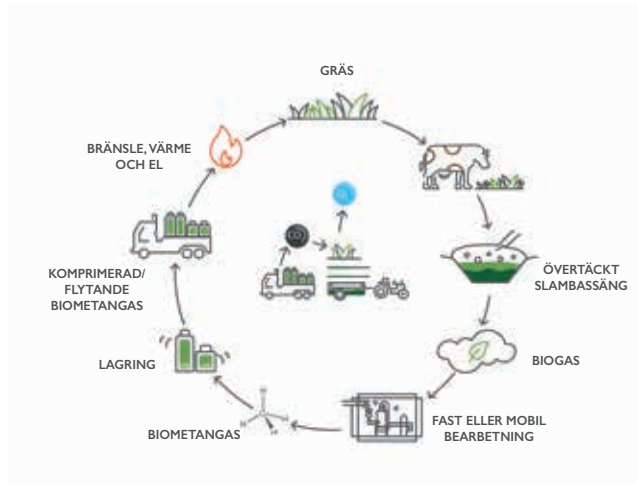 GRÄS
BRÄNSLE, VÄRME
OCH EL
KOMPRIMERAD/
FLYTANDE
BIOMETANGAS
ÖVERTÄCKT
SLAMBASSÄNG
LAGRING
BIOGAS
FAST ELLER MOBIL
BEARBETNING
BIOMETANGAS
H
H
H
H